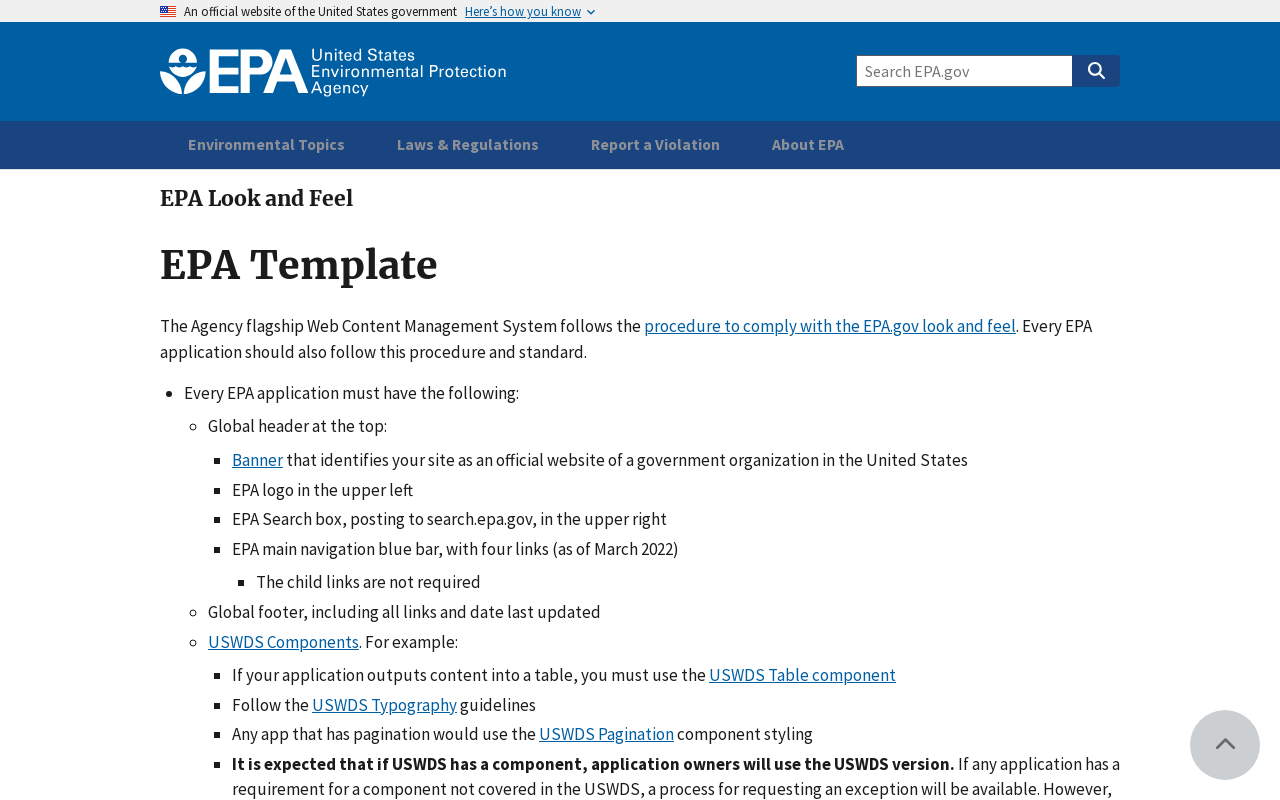 An official website of the United States government Here’s how you know
EPA United States
Environmental Protection
Agency
Search EPA.gov
Environmental Topics Laws & Regulations Report a Violation About EPA
EPA Look and Feel
EPA Template
The Agency flagship Web Content Management System follows the procedure to comply with the EPA.gov look and feel. Every EPA
application should also follow this procedure and standard.
Every EPA application must have the following:
Global header at the top:
Banner that identifies your site as an official website of a government organization in the United States
EPA logo in the upper left
EPA Search box, posting to search.epa.gov, in the upper right
EPA main navigation blue bar, with four links (as of March 2022)
The child links are not required
Global footer, including all links and date last updated
USWDS Components. For example:
If your application outputs content into a table, you must use the USWDS Table component
Follow the USWDS Typography guidelines
Any app that has pagination would use the USWDS Pagination component styling
It is expected that if USWDS has a component, application owners will use the USWDS version. If any application has a
requirement for a component not covered in the USWDS, a process for requesting an exception will be available. However,